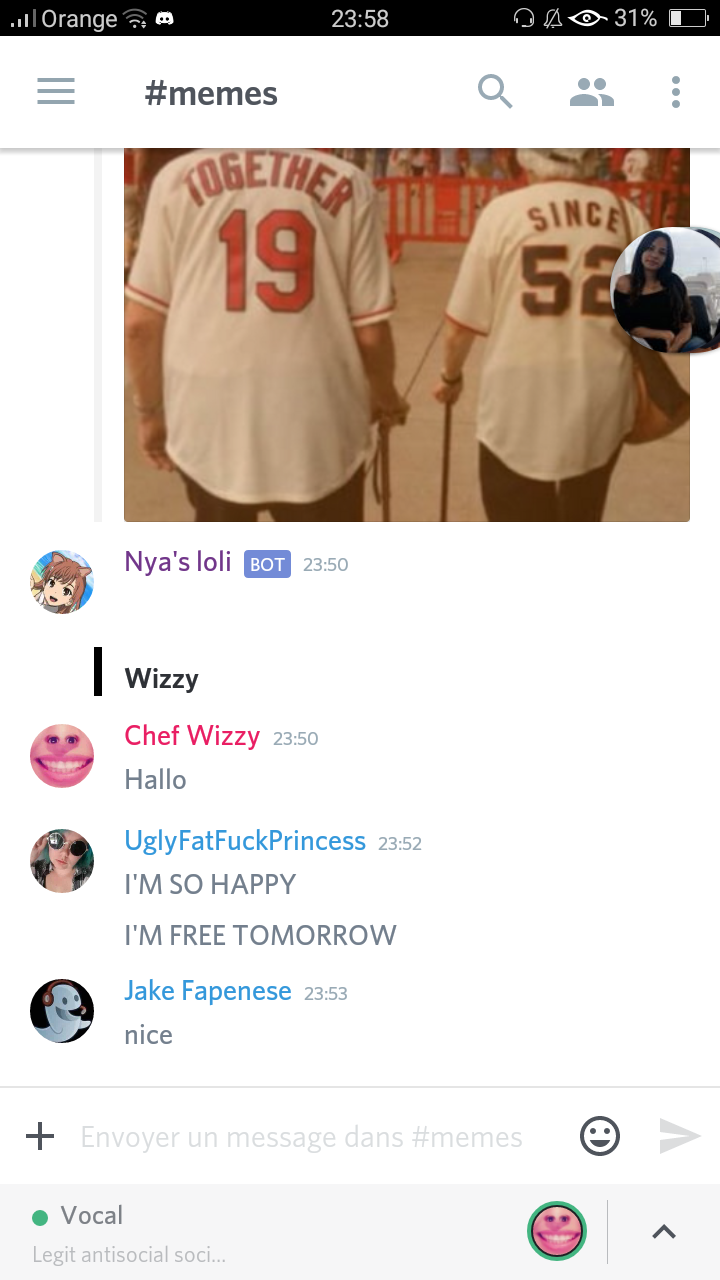 Orange 23:58 31%
#memes
TOGETHER SINCE
19 52
Nya's loli BOT 23:50
Wizzy
Chef Wizzy 23:50
Hallo
UglyFatFuckPrincess 23:52
I'M SO HAPPY
I'M FREE TOMORROW
Jake Fapenese 23:53
nice
Envoyer un message dans #memes
Vocal
Legit antisocial soci...